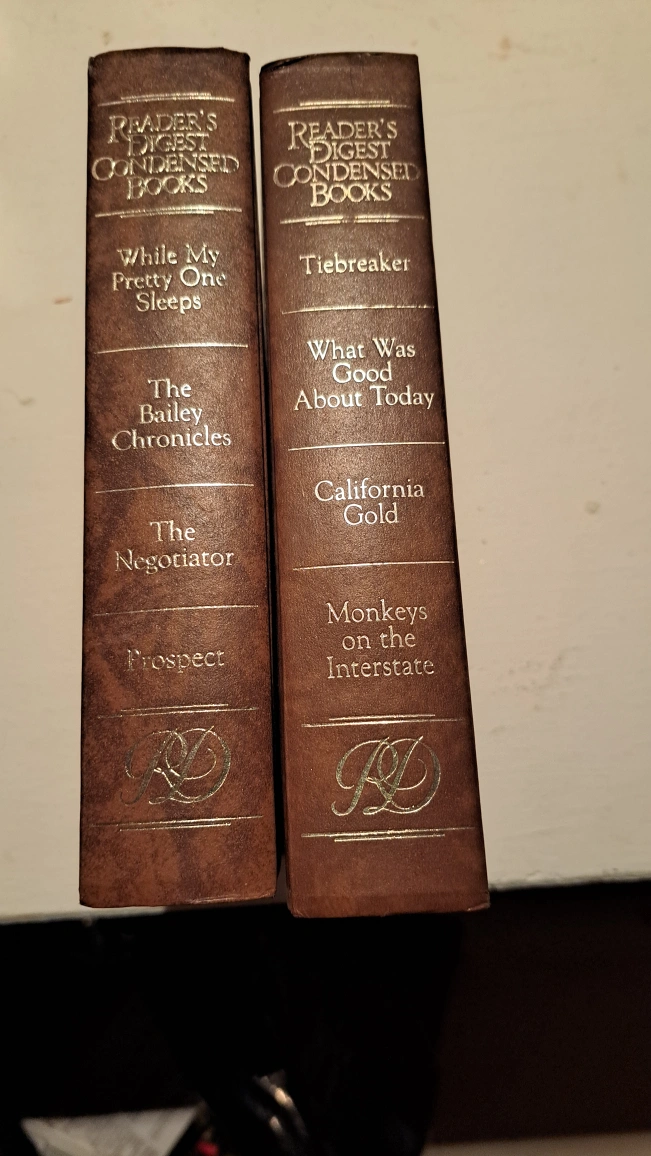 READER'S
DIGEST
CONDENSED
BOOKS
While My
Pretty One
Sleeps
The
Bailey
Chronicles
The
Negotiator
Prospect
RD
READER'S
DIGEST
CONDENSED
BOOKS
Tiebreaker
What Was
Good
About Today
California
Gold
Monkeys
on the
Interstate
RD